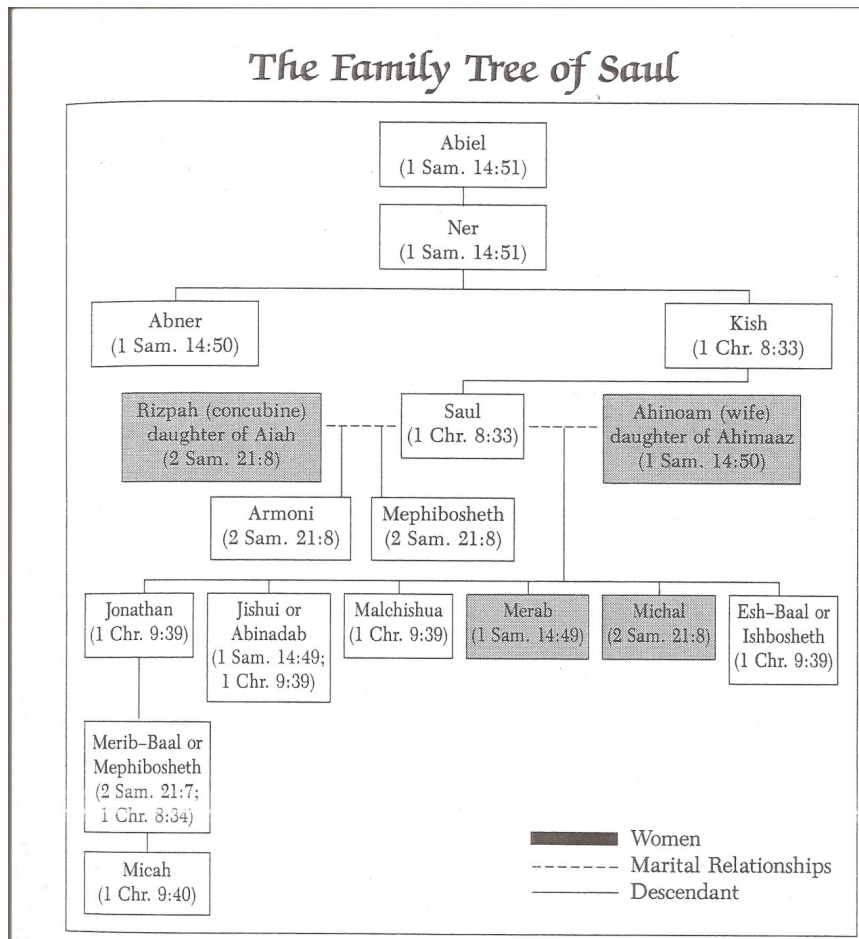 The Family Tree of Saul
Abiel
(1 Sam. 14:51)
Ner
(1 Sam. 14:51)
Abner
(1 Sam. 14:50)
Kish
(1 Chr. 8:33)
Rizpah (concubine)
daughter of Aiah
(2 Sam. 21:8)
Saul
(1 Chr. 8:33)
Ahinoam (wife)
daughter of Ahimaaz
(1 Sam. 14:50)
Armoni
(2 Sam. 21:8)
Mephibosheth
(2 Sam. 21:8)
Jonathan
(1 Chr. 9:39)
Jishui or
Abinadab
(1 Sam. 14:49;
1 Chr. 9:39)
Malchishua
(1 Chr. 9:39)
Merab
(1 Sam. 14:49)
Michal
(2 Sam. 21:8)
Esh-Baal or
Ishbosheth
(1 Chr. 9:39)
Merib-Baal or
Mephibosheth
(2 Sam. 21:7;
1 Chr. 8:34)
Micah
(1 Chr. 9:40)
Women
Marital Relationships
Descendant